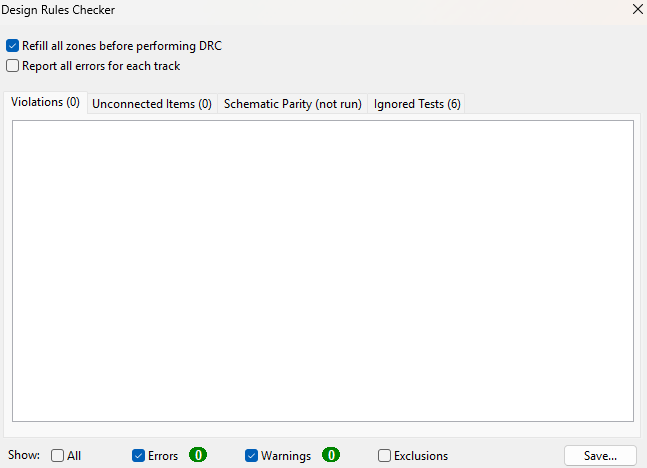 Design Rules Checker
Refill all zones before performing DRC
Report all errors for each track
Violations (0) Unconnected Items (0) Schematic Parity (not run) Ignored Tests (6)
Show: All Errors 0 Warnings 0 Exclusions Save...